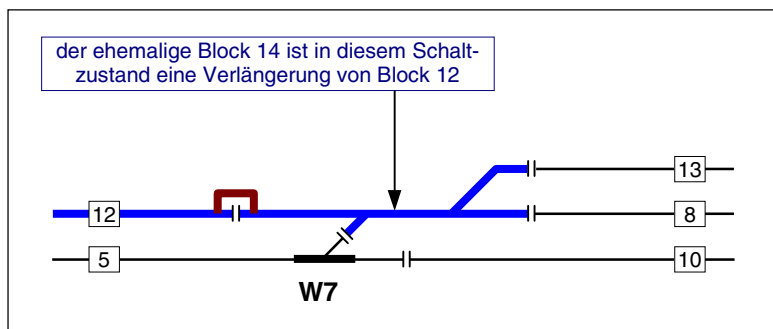 der ehemalige Block 14 ist in diesem Schalt-
zustand eine Verlängerung von Block 12
13
12
8
5
10
W7